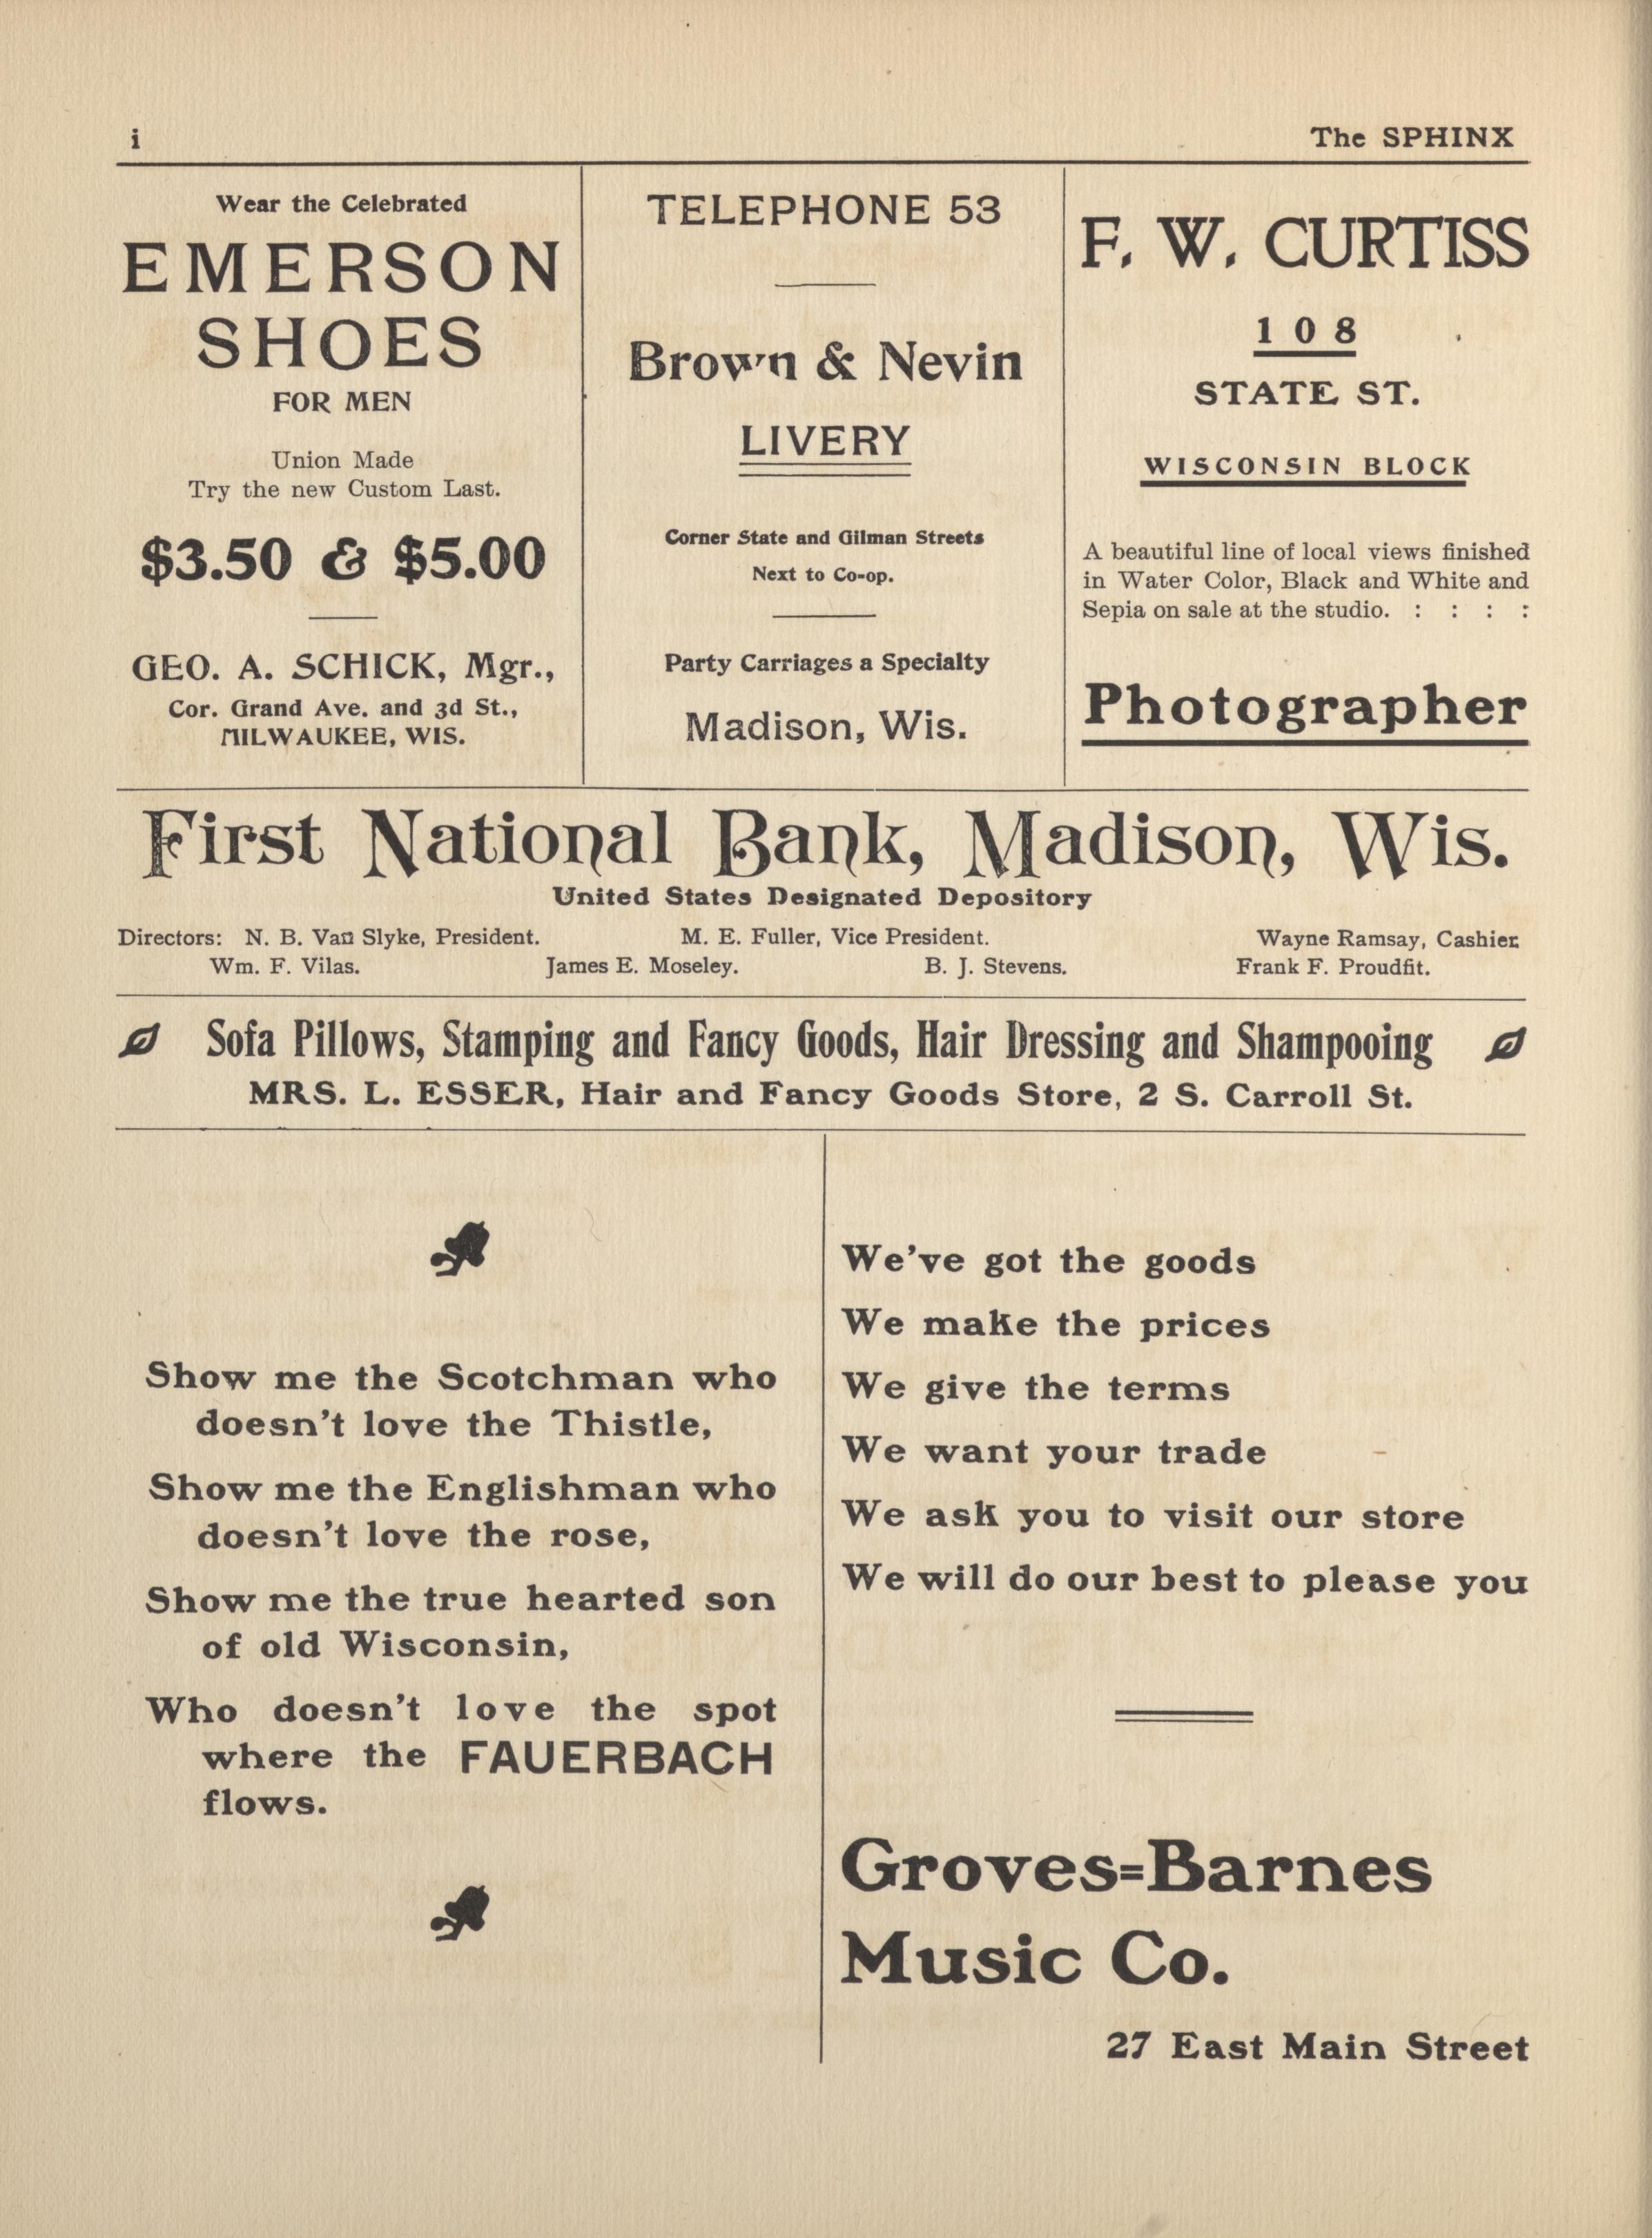 i
The SPHINX
Wear the Celebrated
EMERSON
SHOES
FOR MEN
Union Made
Try the new Custom Last.
$3.50 & $5.00
GEO. A. SCHICK, Mgr.,
Cor. Grand Ave. and 3d St.,
MILWAUKEE, WIS.
TELEPHONE 53
Brown & Nevin
LIVERY
Corner State and Gilman Streets
Next to Co-op.
Party Carriages a Specialty
Madison, Wis.
F. W. CURTISS
108
STATE ST.
WISCONSIN BLOCK
A beautiful line of local views finished
in Water Color, Black and White and
Sepia on sale at the studio. : : : :
Photographer
First National Bank, Madison, Wis.
United States Designated Depository
Directors: N. B. Van Slyke, President. M. E. Fuller, Vice President. Wayne Ramsay, Cashier.
Wm. F. Vilas. James E. Moseley. B. J. Stevens. Frank F. Proudfit.
Sofa Pillows, Stamping and Fancy Goods, Hair Dressing and Shampooing
MRS. L. ESSER, Hair and Fancy Goods Store, 2 S. Carroll St.
Show me the Scotchman who
doesn't love the Thistle,
Show me the Englishman who
doesn't love the rose,
Show me the true hearted son
of old Wisconsin,
Who doesn't love the spot
where the FAUERBACH
flows.
We've got the goods
We make the prices
We give the terms
We want your trade
We ask you to visit our store
We will do our best to please you
Groves=Barnes
Music Co.
27 East Main Street